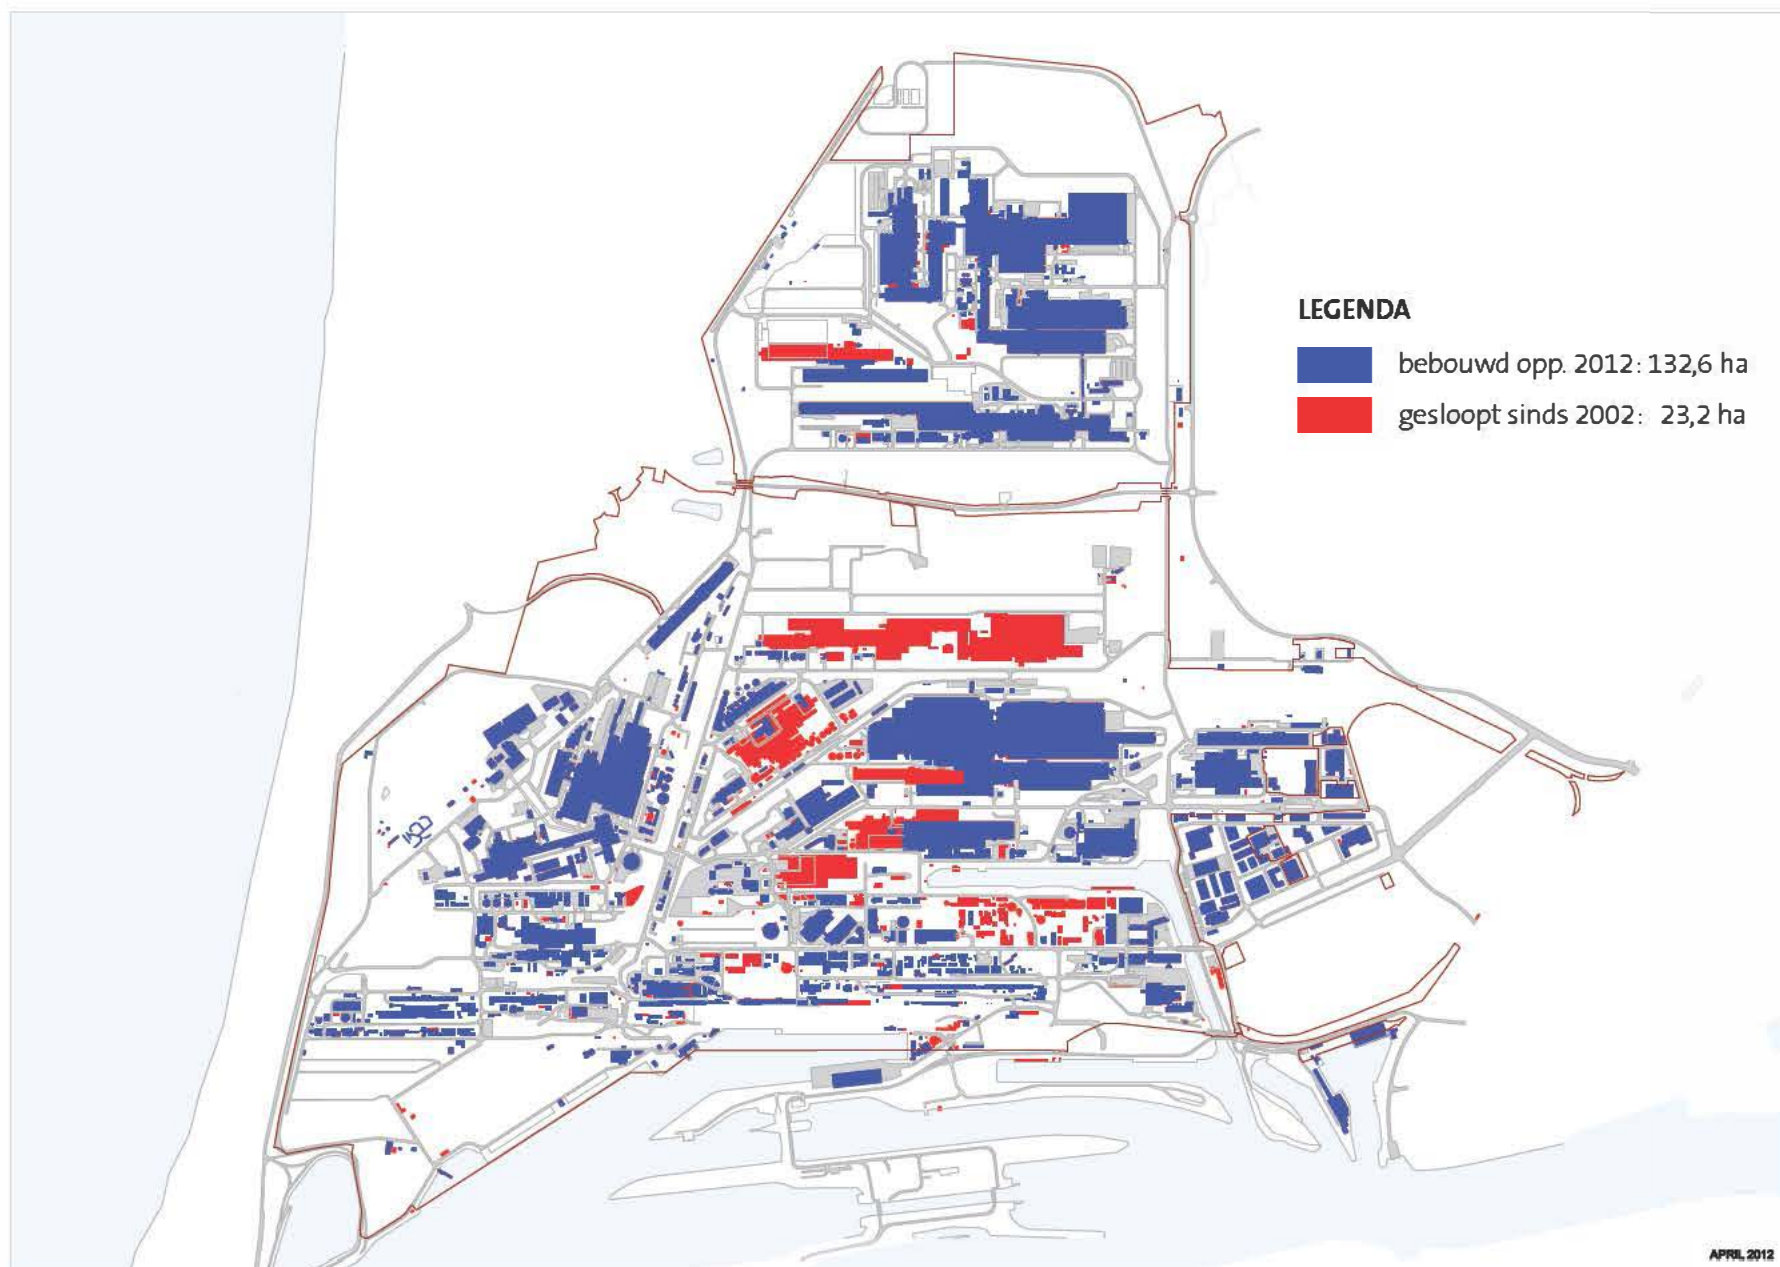 LEGENDA
bebouwd opp. 2012: 132,6 ha
gesloopt sinds 2002: 23,2 ha
APRIL 2012